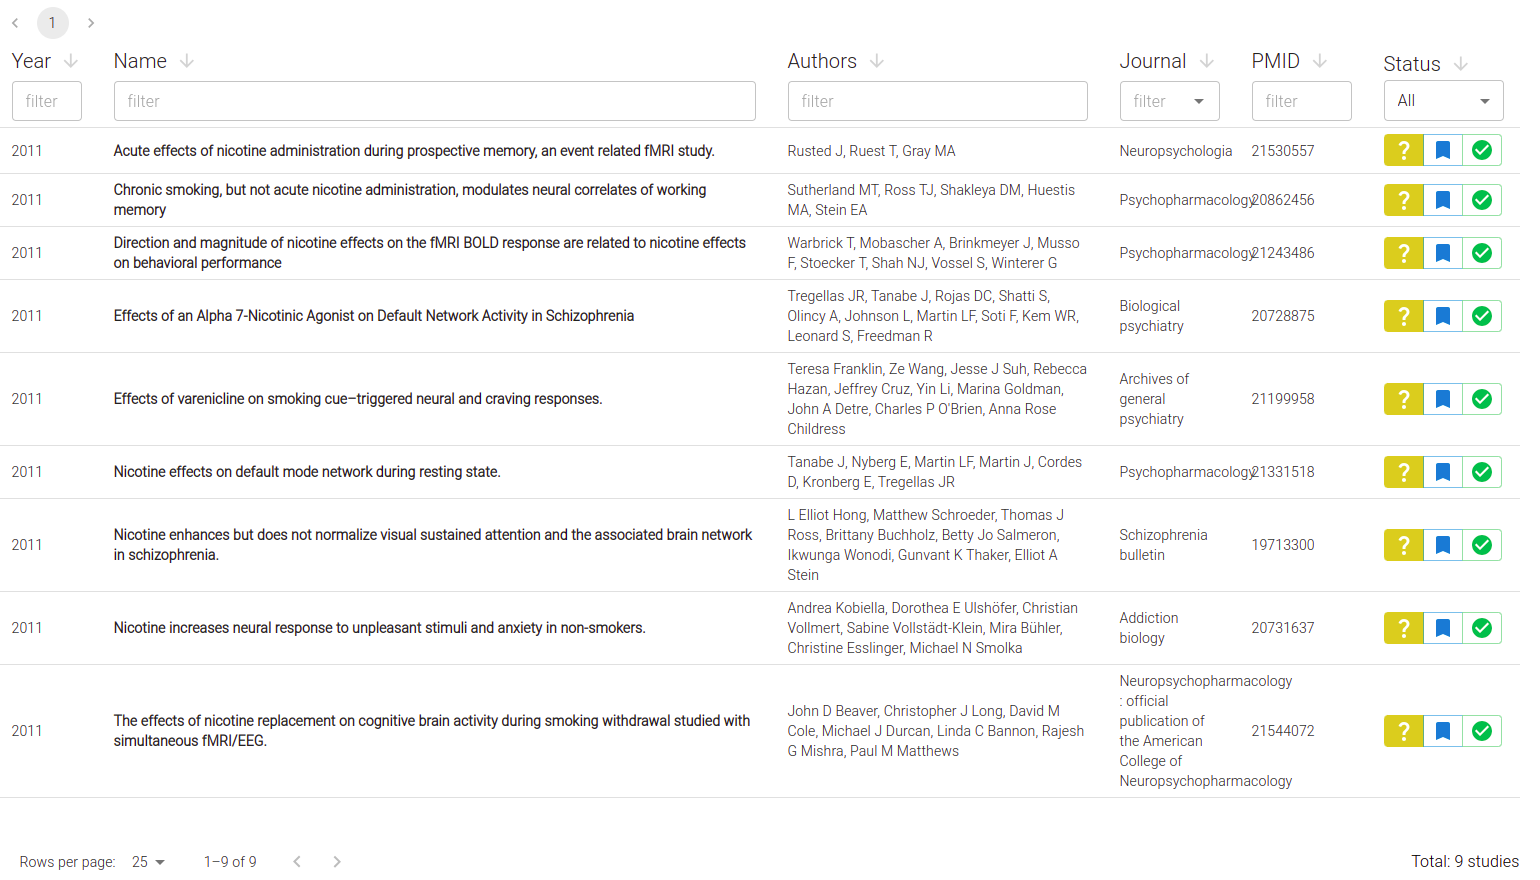 1
Year
Name
Authors
Journal
PMID
Status
filter
filter
filter
filter
filter
All
2011
Acute effects of nicotine administration during prospective memory, an event related fMRI study.
Rusted J, Ruest T, Gray MA
Neuropsychologia
21530557
?
2011
Chronic smoking, but not acute nicotine administration, modulates neural correlates of working
memory
Sutherland MT, Ross TJ, Shakleya DM, Huestis
MA, Stein EA
Psychopharmacology
20862456
?
2011
Direction and magnitude of nicotine effects on the fMRI BOLD response are related to nicotine effects
on behavioral performance
Warbrick T, Mobascher A, Brinkmeyer J, Musso
F, Stoecker T, Shah NJ, Vossel S, Winterer G
Psychopharmacology
21243486
?
2011
Effects of an Alpha 7-Nicotinic Agonist on Default Network Activity in Schizophrenia
Tregellas JR, Tanabe J, Rojas DC, Shatti S,
Olincy A, Johnson L, Martin LF, Soti F, Kem WR,
Leonard S, Freedman R
Biological
psychiatry
20728875
?
2011
Effects of varenicline on smoking cue–triggered neural and craving responses.
Teresa Franklin, Ze Wang, Jesse J Suh, Rebecca
Hazan, Jeffrey Cruz, Yin Li, Marina Goldman,
John A Detre, Charles P O'Brien, Anna Rose
Childress
Archives of
general
psychiatry
21199958
?
2011
Nicotine effects on default mode network during resting state.
Tanabe J, Nyberg E, Martin LF, Martin J, Cordes
D, Kronberg E, Tregellas JR
Psychopharmacology
21331518
?
2011
Nicotine enhances but does not normalize visual sustained attention and the associated brain network
in schizophrenia.
L Elliot Hong, Matthew Schroeder, Thomas J
Ross, Brittany Buchholz, Betty Jo Salmeron,
Ikwunga Wonodi, Gunvant K Thaker, Elliot A
Stein
Schizophrenia
bulletin
19713300
?
2011
Nicotine increases neural response to unpleasant stimuli and anxiety in non-smokers.
Andrea Kobiella, Dorothea E Ulshöfer, Christian
Vollmert, Sabine Vollstädt-Klein, Mira Bühler,
Christine Esslinger, Michael N Smolka
Addiction
biology
20731637
?
2011
The effects of nicotine replacement on cognitive brain activity during smoking withdrawal studied with
simultaneous fMRI/EEG.
John D Beaver, Christopher J Long, David M
Cole, Michael J Durcan, Linda C Bannon, Rajesh
G Mishra, Paul M Matthews
Neuropsychopharmacology
: official
publication of
the American
College of
Neuropsychopharmacology
21544072
?
Rows per page: 25
1–9 of 9
Total: 9 studies